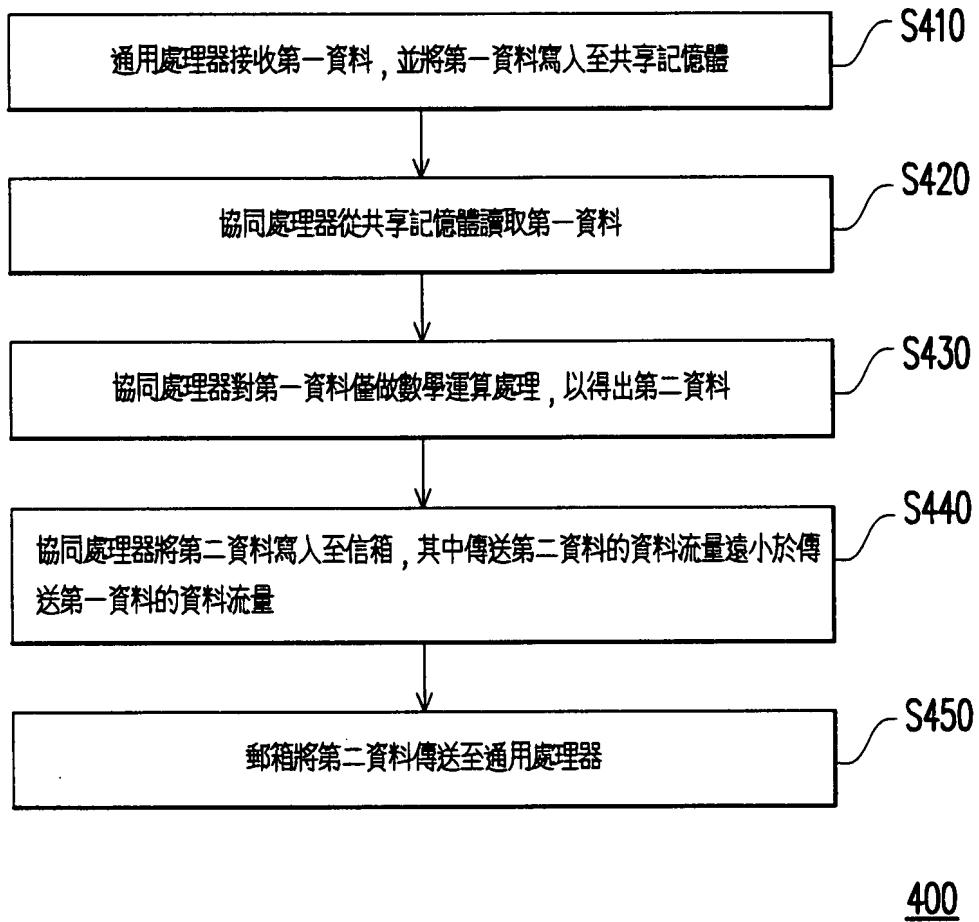 S410
通用處理器接收第一資料，並將第一資料寫入至共享記憶體
S420
協同處理器從共享記憶體讀取第一資料
S430
協同處理器對第一資料僅做數學運算處理，以得出第二資料
S440
協同處理器將第二資料寫入至信箱，其中傳送第二資料的資料流量遠小於傳
送第一資料的資料流量
S450
郵箱將第二資料傳送至通用處理器
400